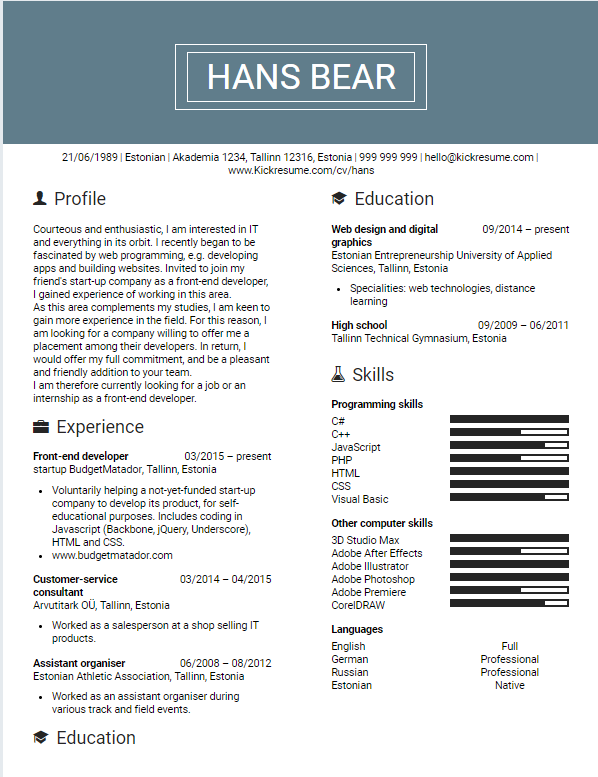 HANS BEAR
21/06/1989 | Estonian | Akademia 1234, Tallinn 12316, Estonia | 999 999 999 | hello@kickresume.com |
www.Kickresume.com/cv/hans
Profile
Courteous and enthusiastic, I am interested in IT
and everything in its orbit. I recently began to be
fascinated by web programming, e.g. developing
apps and building websites. Invited to join my
friend's start-up company as a front-end developer,
I gained experience of working in this area.
As this area complements my studies, I am keen to
gain more experience in the field. For this reason, I
am looking for a company willing to offer me a
placement among their developers. In return, I
would offer my full commitment, and be a pleasant
and friendly addition to your team.
I am therefore currently looking for a job or an
internship as a front-end developer.
Experience
Front-end developer 03/2015 – present
startup BudgetMatador, Tallinn, Estonia
• Voluntarily helping a not-yet-funded start-up
company to develop its product, for self-
educational purposes. Includes coding in
Javascript (Backbone, jQuery, Underscore),
HTML and CSS.
• www.budgetmatador.com
Customer-service 03/2014 – 04/2015
consultant
Arvutitark OÜ, Tallinn, Estonia
• Worked as a salesperson at a shop selling IT
products.
Assistant organiser 06/2008 – 08/2012
Estonian Athletic Association, Tallinn, Estonia
• Worked as an assistant organiser during
various track and field events.
Education
Education
Web design and digital 09/2014 – present
graphics
Estonian Entrepreneurship University of Applied
Sciences, Tallinn, Estonia
• Specialities: web technologies, distance
learning
High school 09/2009 – 06/2011
Tallinn Technical Gymnasium, Estonia
Skills
Programming skills
C#
C++
JavaScript
PHP
HTML
CSS
Visual Basic
Other computer skills
3D Studio Max
Adobe After Effects
Adobe Illustrator
Adobe Photoshop
Adobe Premiere
CorelDRAW
Languages
English Full
German Professional
Russian Professional
Estonian Native